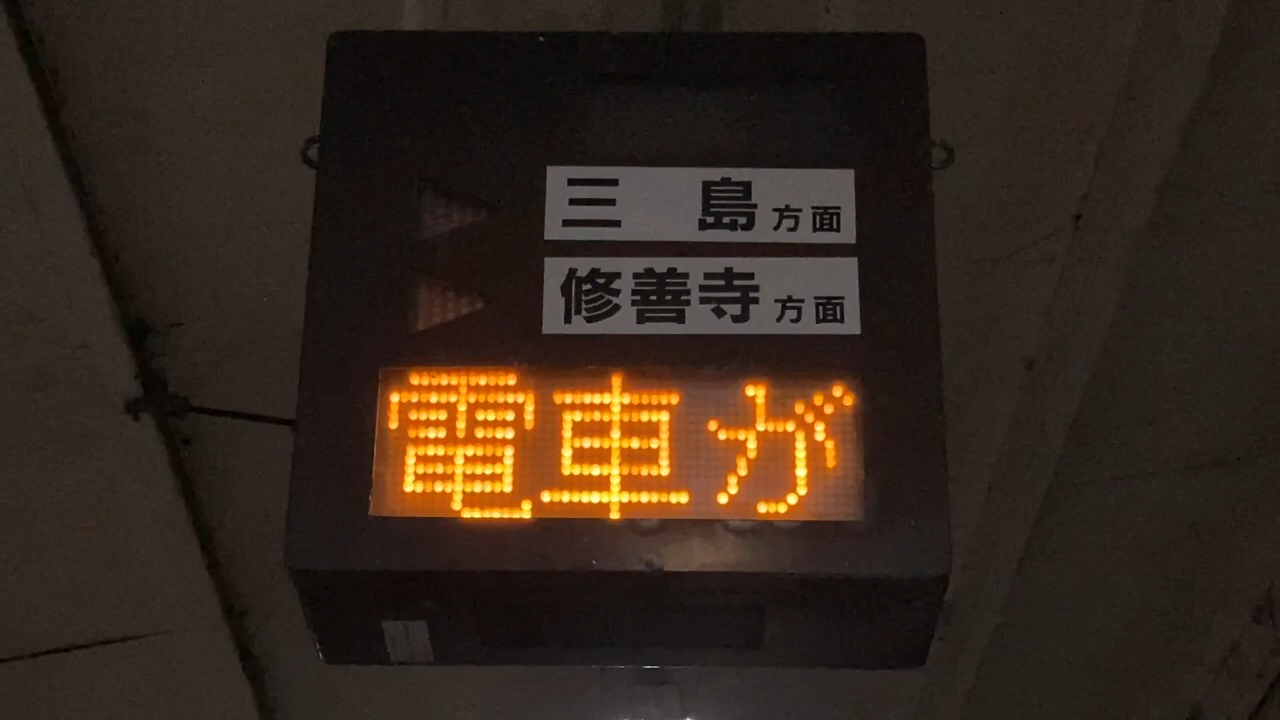 三　島 方面
修善寺 方面
電車が